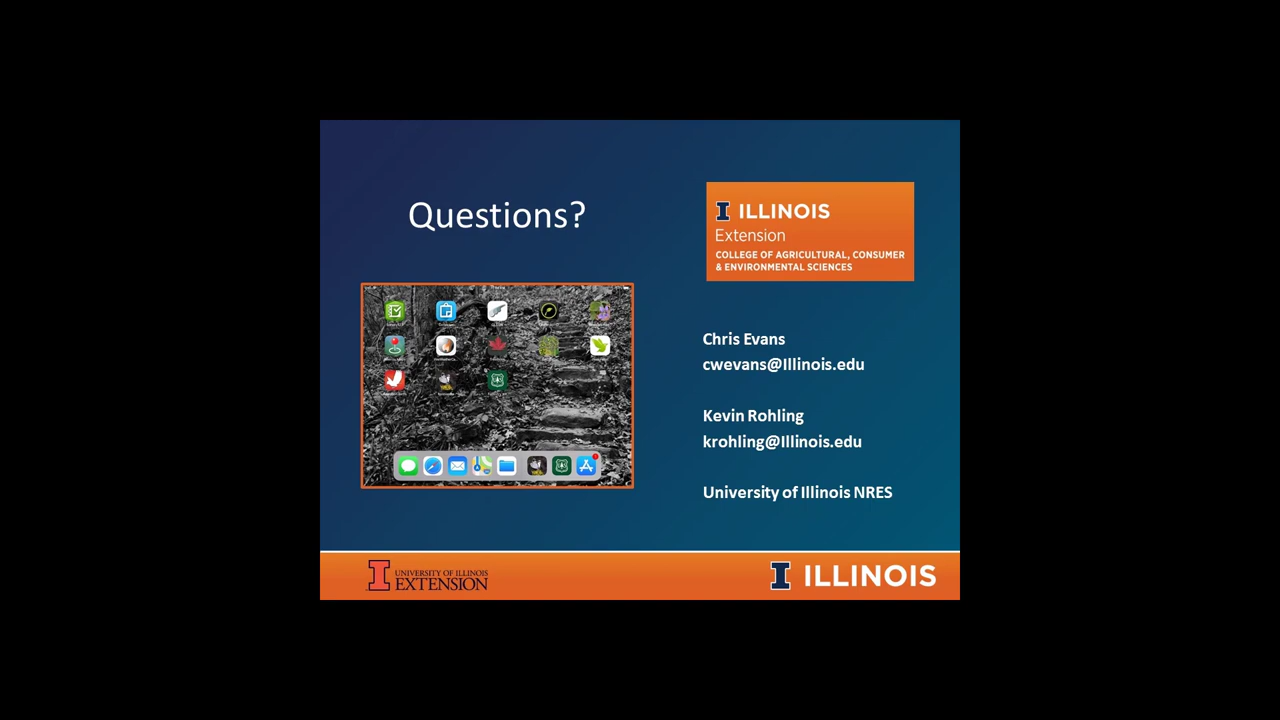 Questions?
ILLINOIS
Extension
COLLEGE OF AGRICULTURAL, CONSUMER
& ENVIRONMENTAL SCIENCES
Chris Evans
cwevans@Illinois.edu
Kevin Rohling
krohling@Illinois.edu
University of Illinois NRES
UNIVERSITY OF ILLINOIS
EXTENSION
ILLINOIS